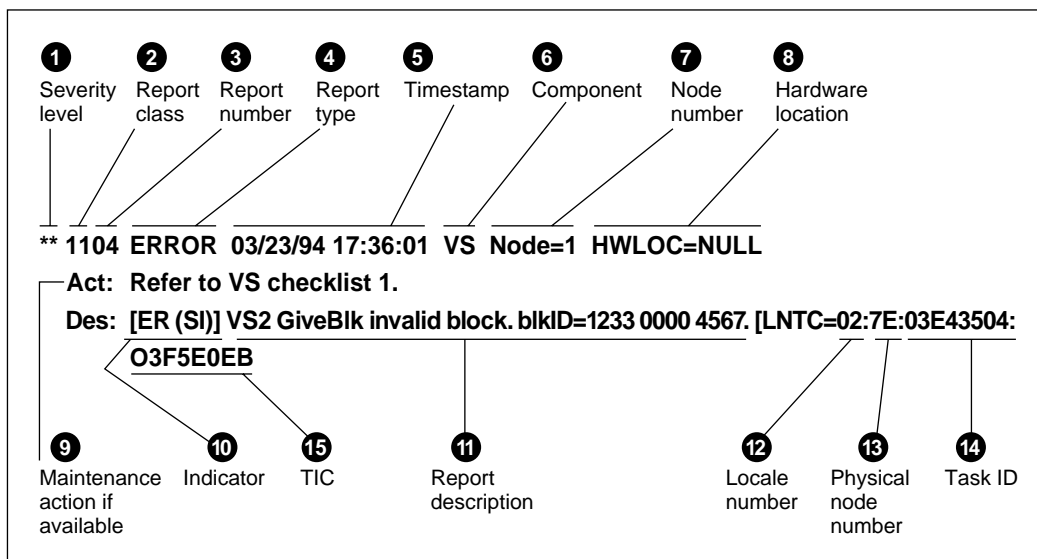 1 2 3 4 5 6 7 8
Severity level
Report class
Report number
Report type
Timestamp
Component
Node number
Hardware location
** 1104 ERROR 03/23/94 17:36:01 VS Node=1 HWLOC=NULL
Act: Refer to VS checklist 1.
Des: [ER (SI)] VS2 GiveBlk invalid block. blkID=1233 0000 4567. [LNTC=02:7E:03E43504:
O3F5E0EB
9 10 15 11 12 13 14
Maintenance action if available
Indicator
TIC
Report description
Locale number
Physical node number
Task ID